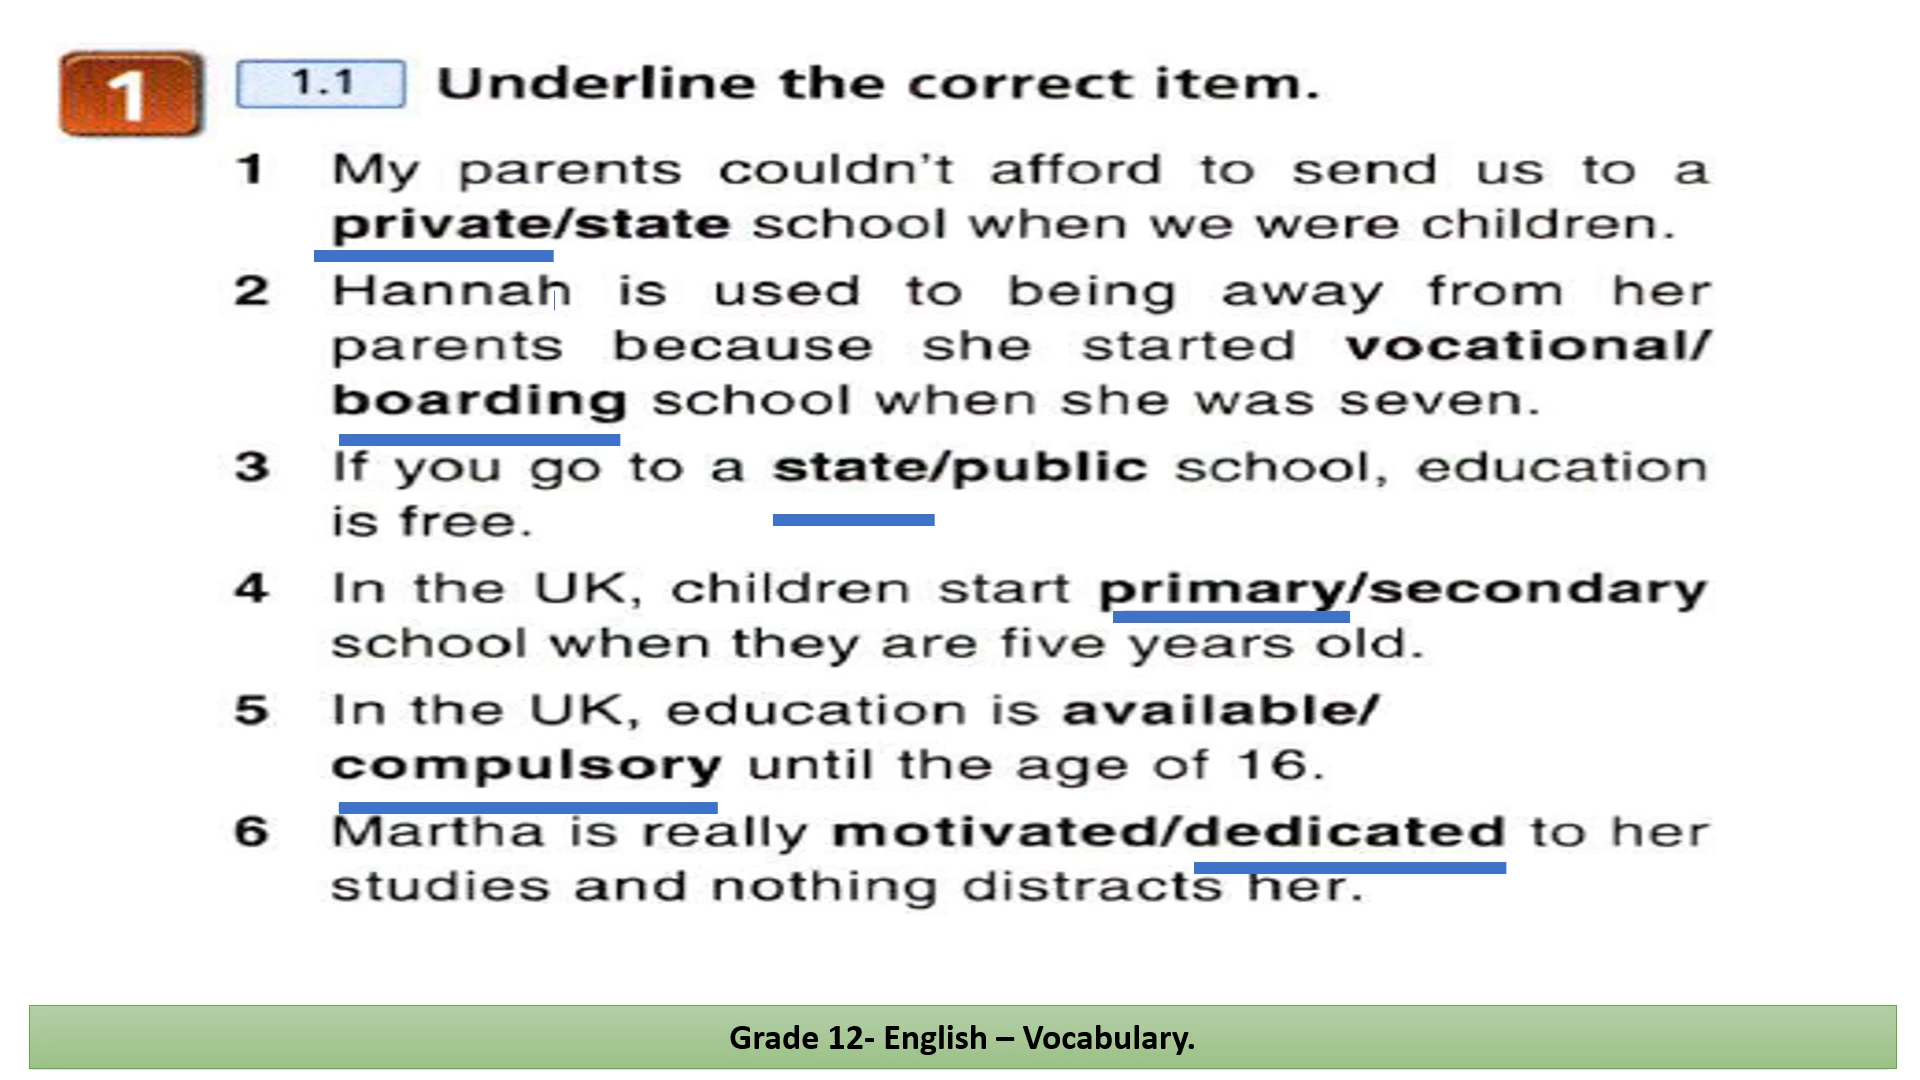 1 1.1 Underline the correct item.
1 My parents couldn't afford to send us to a
private/state school when we were children.
2 Hannah is used to being away from her
parents because she started vocational/
boarding school when she was seven.
3 If you go to a state/public school, education
is free.
4 In the UK, children start primary/secondary
school when they are five years old.
5 In the UK, education is available/
compulsory until the age of 16.
6 Martha is really motivated/dedicated to her
studies and nothing distracts her.
Grade 12- English – Vocabulary.